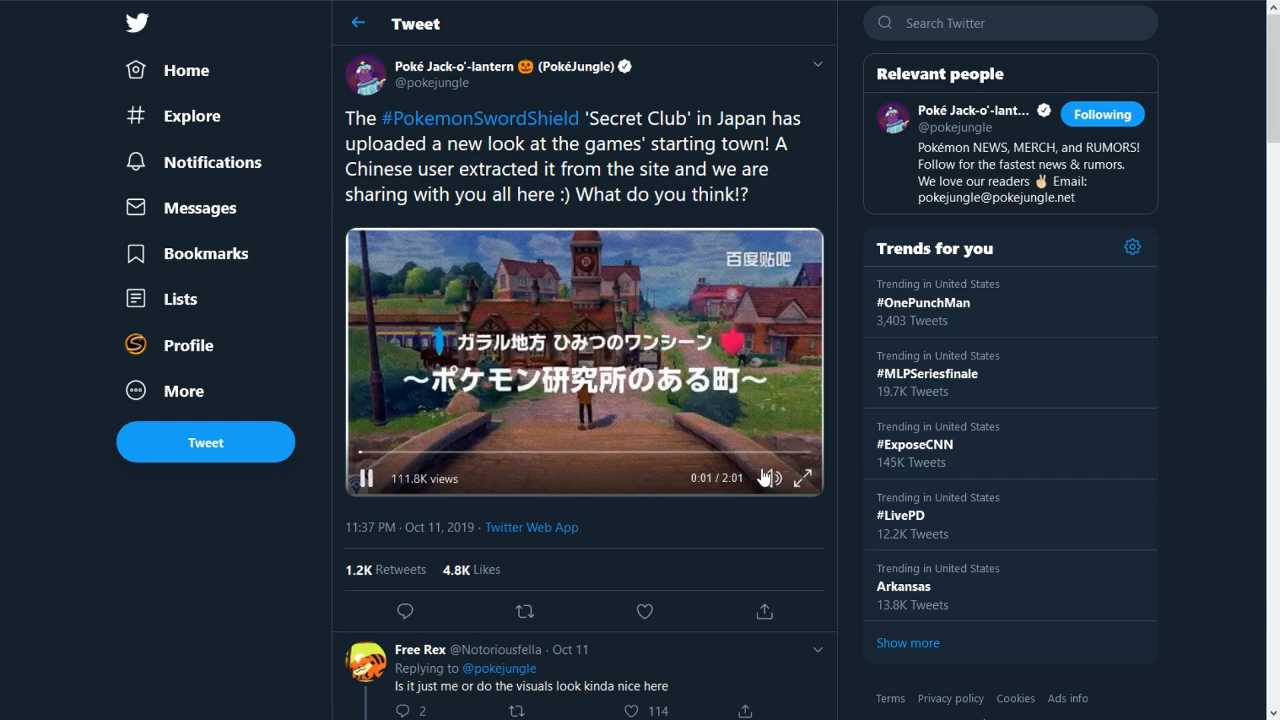 Home
Explore
Notifications
Messages
Bookmarks
Lists
Profile
More
Tweet
Tweet
Poké Jack-o'-lantern 🎃 (PokéJungle)
@pokejungle
The #PokemonSwordShield 'Secret Club' in Japan has
uploaded a new look at the games' starting town! A
Chinese user extracted it from the site and we are
sharing with you all here :) What do you think!?
百度贴吧
ガラル地方 ひみつのワンシーン
～ポケモン研究所のある町～
111.8K views
0:01 / 2:01
11:37 PM · Oct 11, 2019 · Twitter Web App
1.2K Retweets 4.8K Likes
Free Rex @Notoriousfella · Oct 11
Replying to @pokejungle
Is it just me or do the visuals look kinda nice here
2 114
Search Twitter
Relevant people
Poké Jack-o'-lant...
Following
@pokejungle
Pokémon NEWS, MERCH, and RUMORS!
Follow for the fastest news & rumors.
We love our readers ✌🏼 Email:
pokejungle@pokejungle.net
Trends for you
Trending in United States
#OnePunchMan
3,403 Tweets
Trending in United States
#MLPSeriesfinale
19.7K Tweets
Trending in United States
#ExposeCNN
145K Tweets
Trending in United States
#LivePD
12.2K Tweets
Trending in United States
Arkansas
13.8K Tweets
Show more
Terms Privacy policy Cookies Ads info